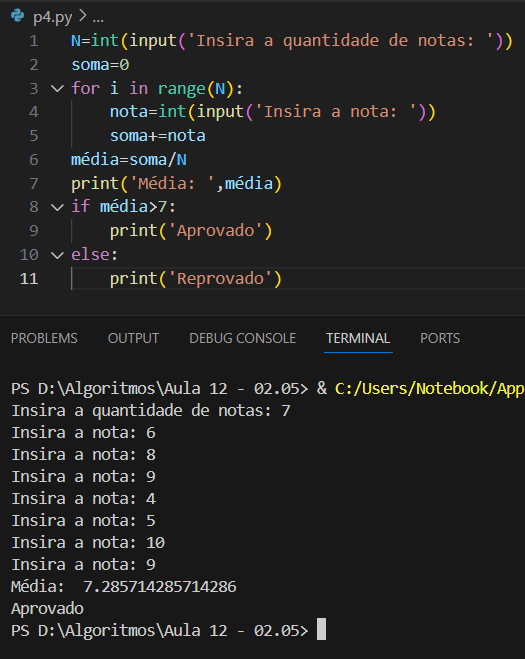 p4.py > ...
1 N=int(input('Insira a quantidade de notas: '))
2 soma=0
3 for i in range(N):
4     nota=int(input('Insira a nota: '))
5     soma+=nota
6 média=soma/N
7 print('Média: ',média)
8 if média>7:
9     print('Aprovado')
10 else:
11     print('Reprovado')
PROBLEMS OUTPUT DEBUG CONSOLE TERMINAL PORTS
PS D:\Algoritmos\Aula 12 - 02.05> & C:/Users/Notebook/App
Insira a quantidade de notas: 7
Insira a nota: 6
Insira a nota: 8
Insira a nota: 9
Insira a nota: 4
Insira a nota: 5
Insira a nota: 10
Insira a nota: 9
Média:  7.285714285714286
Aprovado
PS D:\Algoritmos\Aula 12 - 02.05>